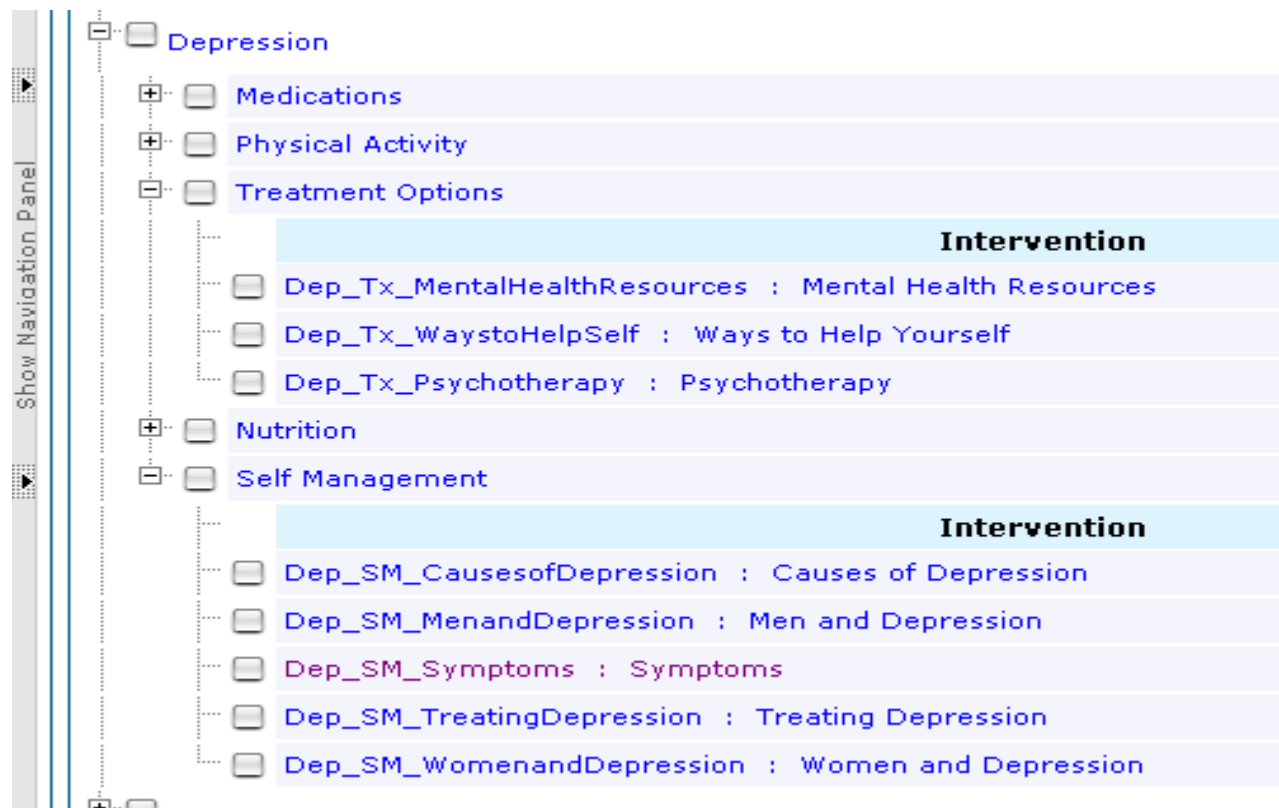 Depression
Medications
Physical Activity
Treatment Options
Intervention
Dep_Tx_MentalHealthResources : Mental Health Resources
Dep_Tx_WaystoHelpSelf : Ways to Help Yourself
Dep_Tx_Psychotherapy : Psychotherapy
Nutrition
Self Management
Intervention
Dep_SM_CausesofDepression : Causes of Depression
Dep_SM_MenandDepression : Men and Depression
Dep_SM_Symptoms : Symptoms
Dep_SM_TreatingDepression : Treating Depression
Dep_SM_WomenandDepression : Women and Depression
Show Navigation Panel